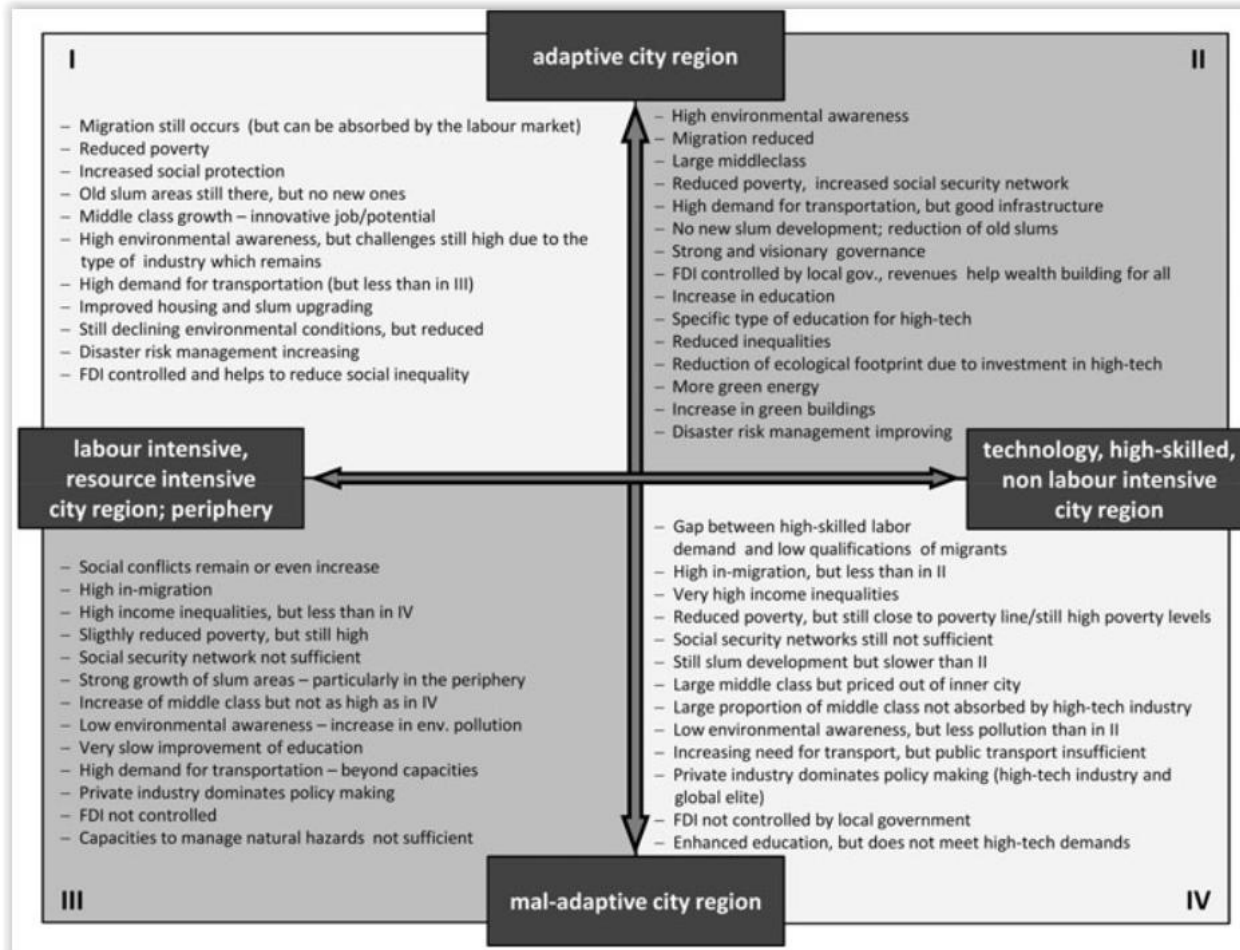 adaptive city region
I
– Migration still occurs (but can be absorbed by the labour market)
– Reduced poverty
– Increased social protection
– Old slum areas still there, but no new ones
– Middle class growth – innovative job/potential
– High environmental awareness, but challenges still high due to the
type of industry which remains
– High demand for transportation (but less than in III)
– Improved housing and slum upgrading
– Still declining environmental conditions, but reduced
– Disaster risk management increasing
– FDI controlled and helps to reduce social inequality
II
– High environmental awareness
– Migration reduced
– Large middleclass
– Reduced poverty, increased social security network
– High demand for transportation, but good infrastructure
– No new slum development; reduction of old slums
– Strong and visionary governance
– FDI controlled by local gov., revenues help wealth building for all
– Increase in education
– Specific type of education for high-tech
– Reduced inequalities
– Reduction of ecological footprint due to investment in high-tech
– More green energy
– Increase in green buildings
– Disaster risk management improving
labour intensive,
resource intensive
city region; periphery
technology, high-skilled,
non labour intensive
city region
– Social conflicts remain or even increase
– High in-migration
– High income inequalities, but less than in IV
– Sligthly reduced poverty, but still high
– Social security network not sufficient
– Strong growth of slum areas – particularly in the periphery
– Increase of middle class but not as high as in IV
– Low environmental awareness – increase in env. pollution
– Very slow improvement of education
– High demand for transportation – beyond capacities
– Private industry dominates policy making
– FDI not controlled
– Capacities to manage natural hazards not sufficient
III
– Gap between high-skilled labor
demand and low qualifications of migrants
– High in-migration, but less than in II
– Very high income inequalities
– Reduced poverty, but still close to poverty line/still high poverty levels
– Social security networks still not sufficient
– Still slum development but slower than II
– Large middle class but priced out of inner city
– Large proportion of middle class not absorbed by high-tech industry
– Low environmental awareness, but less pollution than in II
– Increasing need for transport, but public transport insufficient
– Private industry dominates policy making (high-tech industry and
global elite)
– FDI not controlled by local government
– Enhanced education, but does not meet high-tech demands
IV
mal-adaptive city region